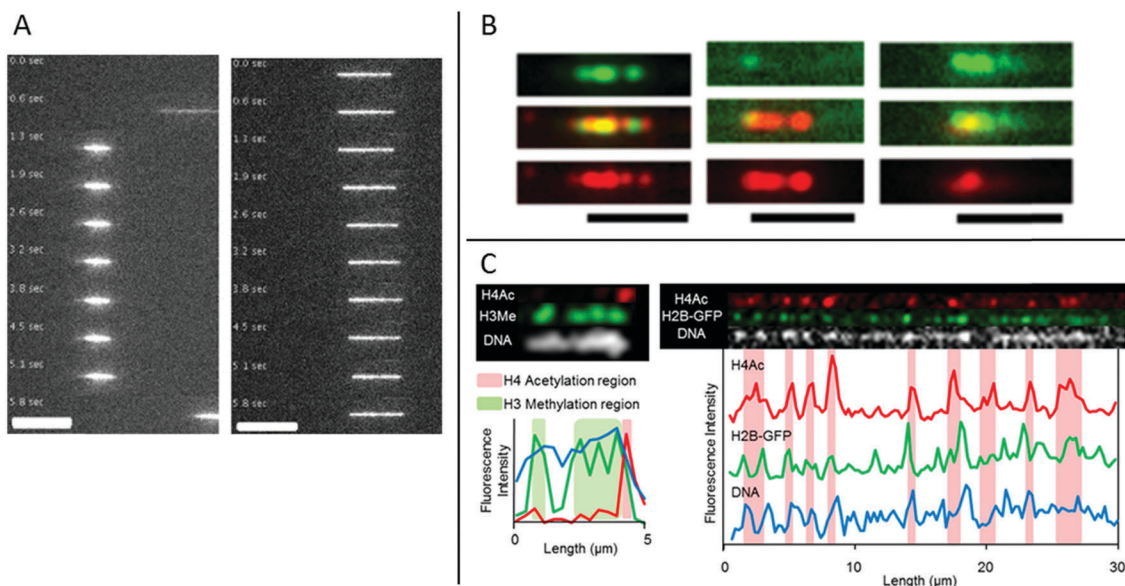 A
0.0 sec
0.6 sec
1.3 sec
1.9 sec
2.6 sec
3.2 sec
3.8 sec
4.5 sec
5.1 sec
5.8 sec
0.0 sec
0.6 sec
1.3 sec
1.9 sec
2.6 sec
3.2 sec
3.8 sec
4.5 sec
5.1 sec
5.8 sec
B
C
H4Ac
H3Me
DNA
H4 Acetylation region
H3 Methylation region
Fluorescence
Intensity
0
5
Length (μm)
H4Ac
H2B-GFP
DNA
Fluorescence Intensity
H4Ac
H2B-GFP
DNA
0
10
20
30
Length (μm)